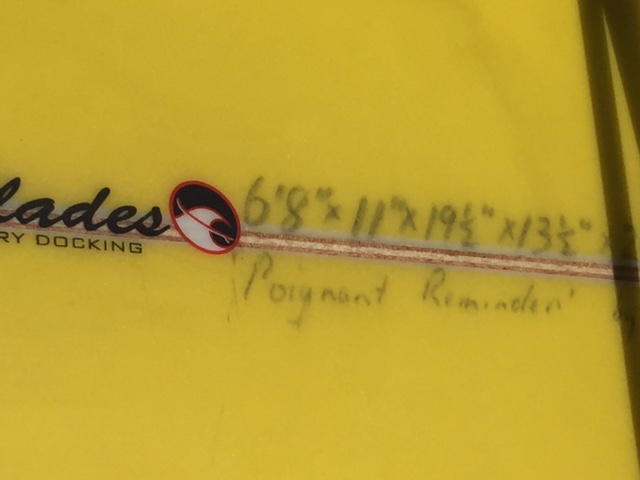 lades
RY DOCKING
6'8" x 11" x 19½" x 13½" x
"Poignant Reminder"